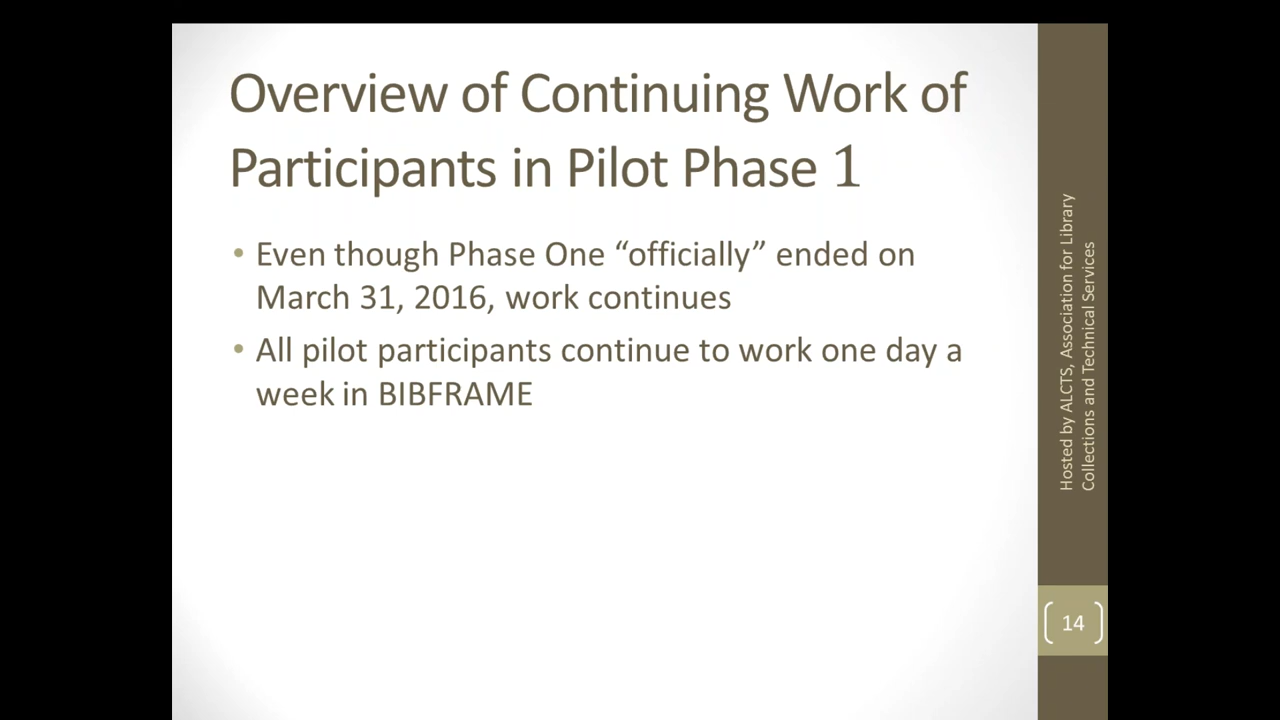 Overview of Continuing Work of
Participants in Pilot Phase 1
• Even though Phase One “officially” ended on
March 31, 2016, work continues
• All pilot participants continue to work one day a
week in BIBFRAME
Hosted by ALCTS, Association for Library
Collections and Technical Services
14